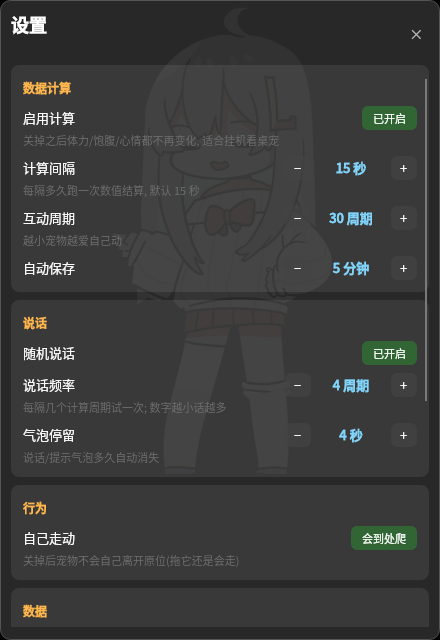 设置
×
数据计算
启用计算 已开启
关掉之后体力/饱腹/心情都不再变化, 适合挂机看桌宠
计算间隔 − 15 秒 +
每隔多久跑一次数值结算, 默认 15 秒
互动周期 − 30 周期 +
越小宠物越爱自己动
自动保存 − 5 分钟 +
说话
随机说话 已开启
说话频率 − 4 周期 +
每隔几个计算周期试一次; 数字越小话越多
气泡停留 − 4 秒 +
说话/提示气泡多久自动消失
行为
自己走动 会到处爬
关掉后宠物不会自己离开原位(拖它还是会走)
数据